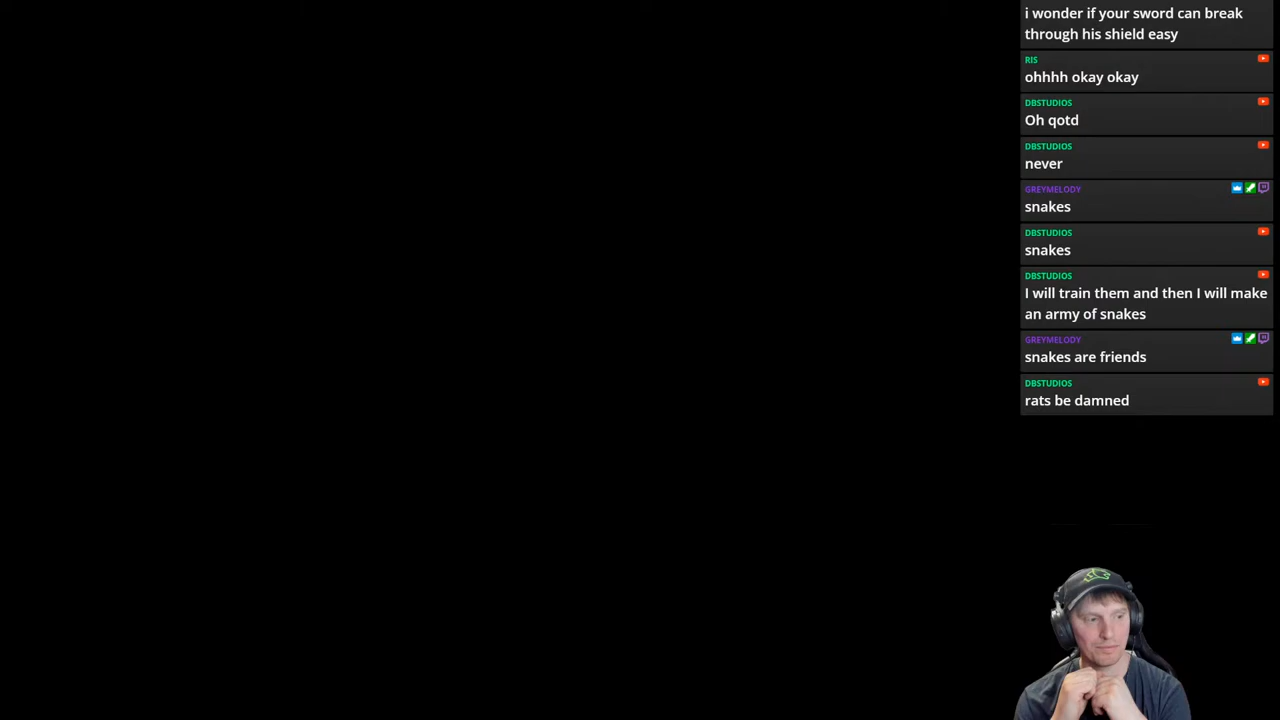 i wonder if your sword can break
through his shield easy
RIS
ohhhh okay okay
DBSTUDIOS
Oh qotd
DBSTUDIOS
never
GREYMELODY
snakes
DBSTUDIOS
snakes
DBSTUDIOS
I will train them and then I will make
an army of snakes
GREYMELODY
snakes are friends
DBSTUDIOS
rats be damned